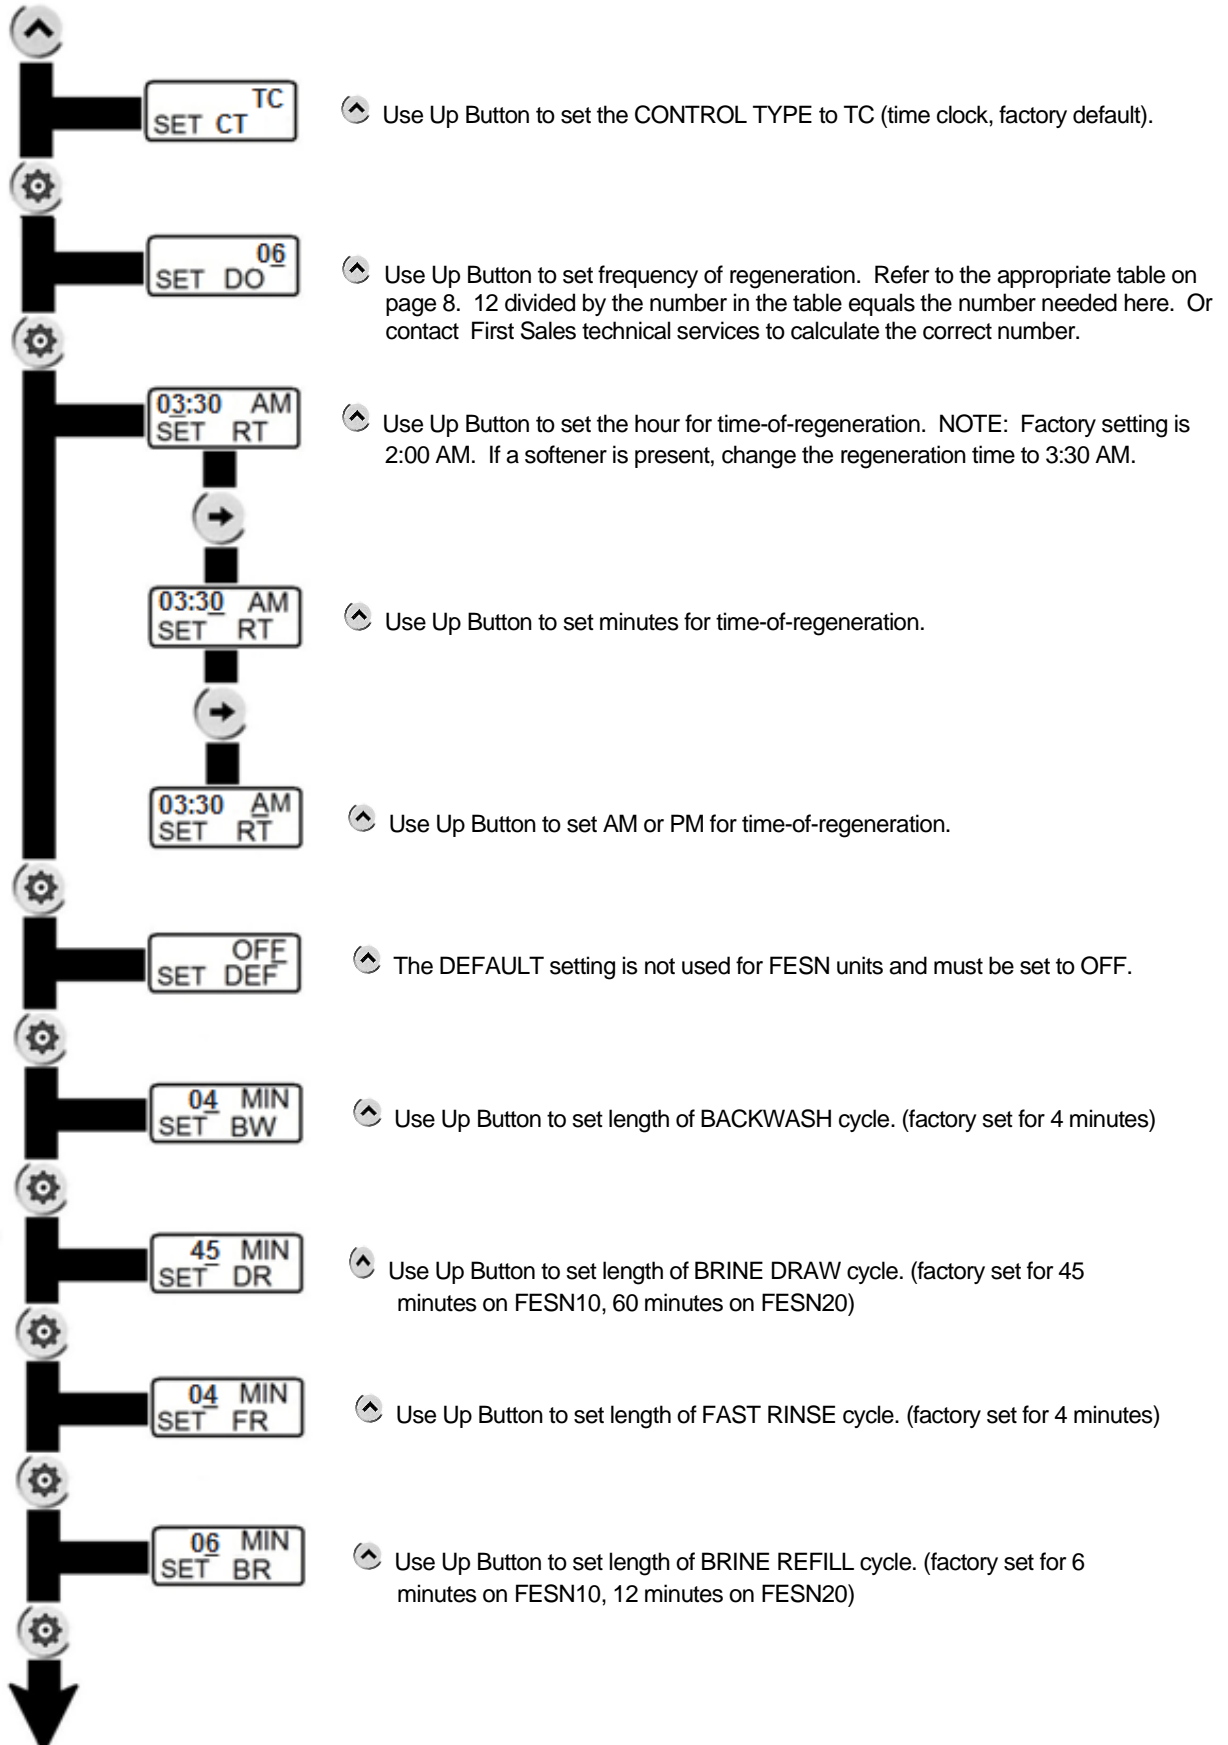 TC
SET CT
Use Up Button to set the CONTROL TYPE to TC (time clock, factory default).
06
SET DO
Use Up Button to set frequency of regeneration. Refer to the appropriate table on
page 8. 12 divided by the number in the table equals the number needed here. Or
contact First Sales technical services to calculate the correct number.
03:30 AM
SET RT
Use Up Button to set the hour for time-of-regeneration. NOTE: Factory setting is
2:00 AM. If a softener is present, change the regeneration time to 3:30 AM.
03:30 AM
SET RT
Use Up Button to set minutes for time-of-regeneration.
03:30 AM
SET RT
Use Up Button to set AM or PM for time-of-regeneration.
OFF
SET DEF
The DEFAULT setting is not used for FESN units and must be set to OFF.
04 MIN
SET BW
Use Up Button to set length of BACKWASH cycle. (factory set for 4 minutes)
45 MIN
SET DR
Use Up Button to set length of BRINE DRAW cycle. (factory set for 45
minutes on FESN10, 60 minutes on FESN20)
04 MIN
SET FR
Use Up Button to set length of FAST RINSE cycle. (factory set for 4 minutes)
06 MIN
SET BR
Use Up Button to set length of BRINE REFILL cycle. (factory set for 6
minutes on FESN10, 12 minutes on FESN20)